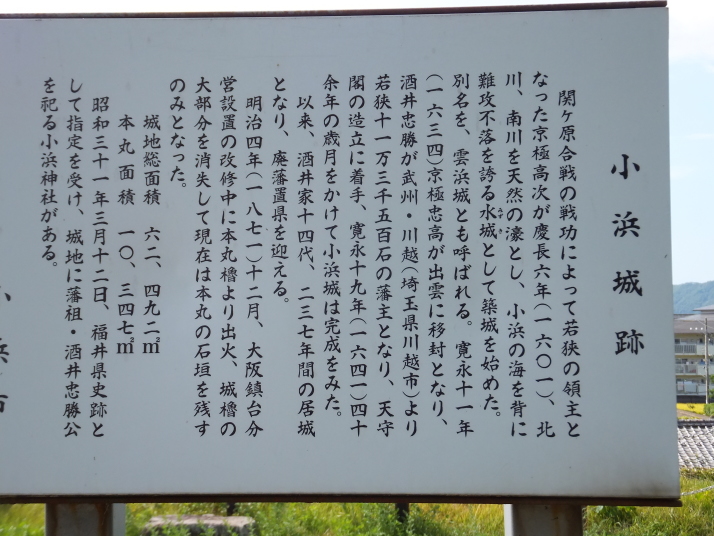 小浜城跡
関ヶ原合戦の戦功によって若狭の領主と
なった京極高次が慶長六年(一六〇一)、北
川、南川を天然の濠とし、小浜の海を背に
難攻不落を誇る水城として築城を始めた。
別名を、雲浜城とも呼ばれる。寛永十一年
(一六三四)京極忠高が出雲に移封となり、
酒井忠勝が武州・川越(埼玉県川越市)より
若狭十一万三千五百石の藩主となり、天守
閣の造立に着手、寛永十九年(一六四一)四十
余年の歳月をかけて小浜城は完成をみた。
以来、酒井家十四代、二三七年間の居城
となり、廃藩置県を迎える。
明治四年(一八七一)十二月、大阪鎮台分
営設置の改修中に本丸櫓より出火、城櫓の
大部分を消失して現在は本丸の石垣を残す
のみとなった。
城地総面積 六二、四九二㎡
本丸面積 一〇、三四七㎡
昭和三十一年三月十二日、福井県史跡と
して指定を受け、城地に藩祖・酒井忠勝公
を祀る小浜神社がある。